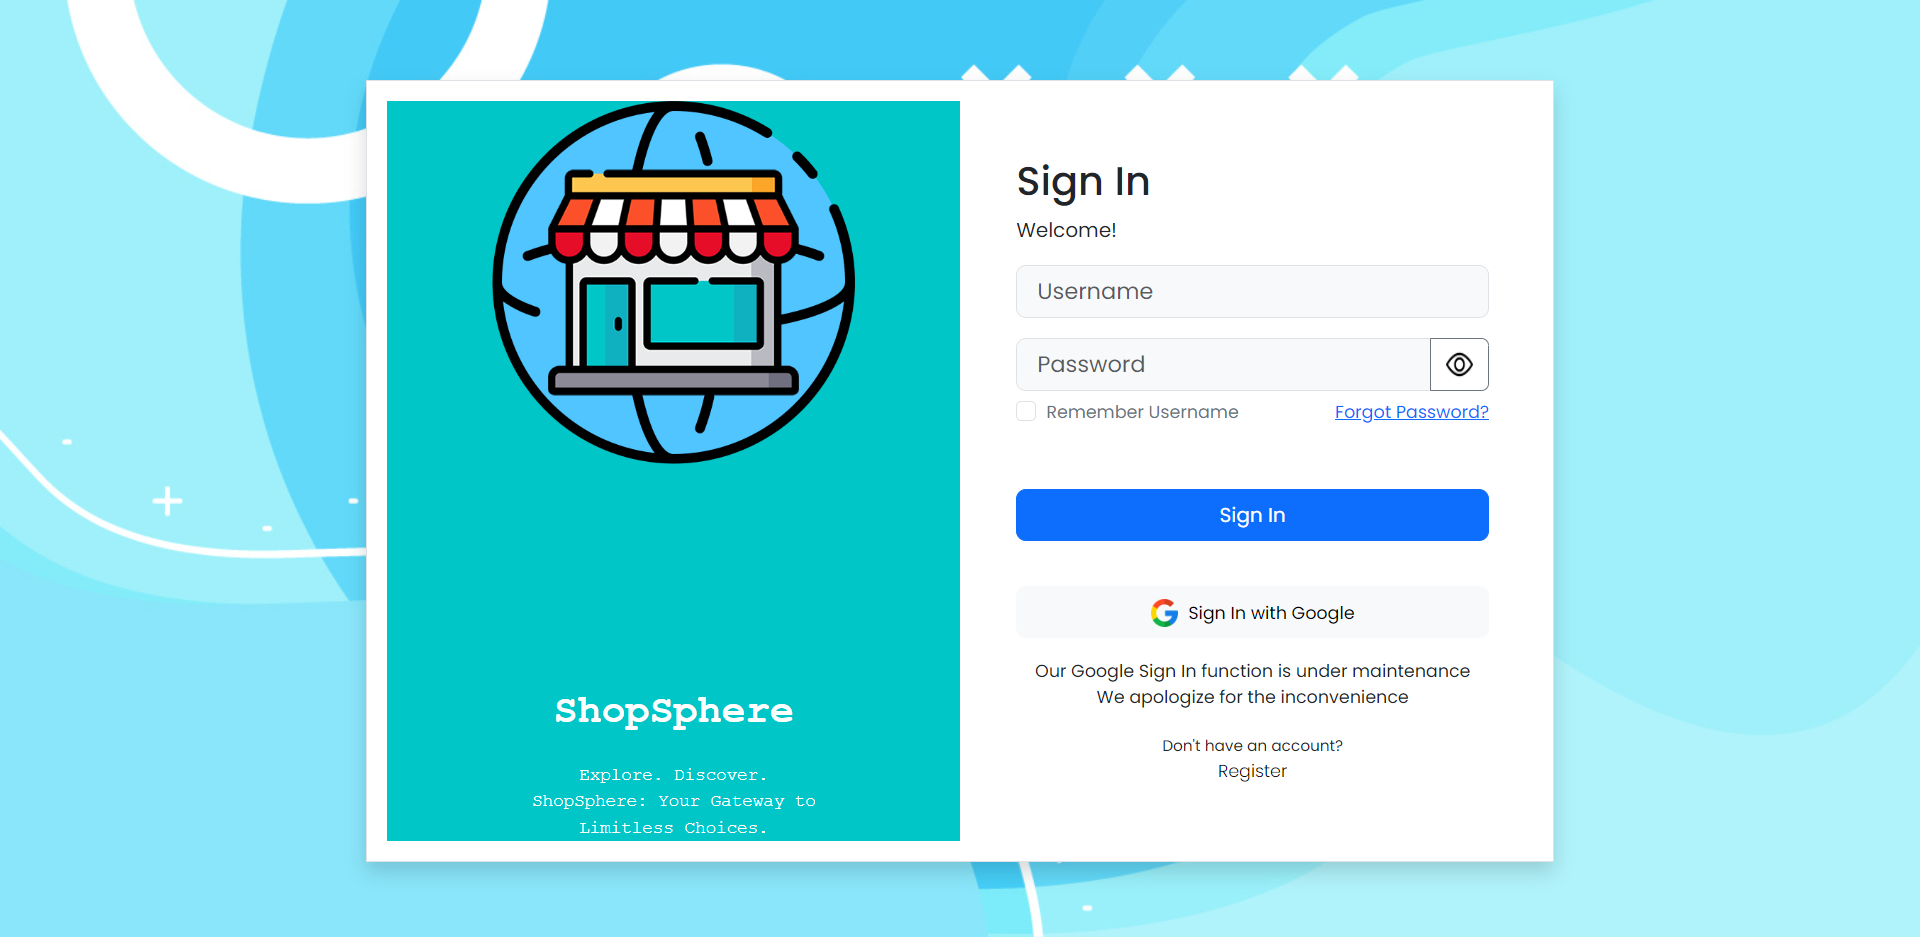 ShopSphere
Explore. Discover.
ShopSphere: Your Gateway to
Limitless Choices.
Sign In
Welcome!
Username
Password
Remember Username
Forgot Password?
Sign In
Sign In with Google
Our Google Sign In function is under maintenance
We apologize for the inconvenience
Don't have an account?
Register